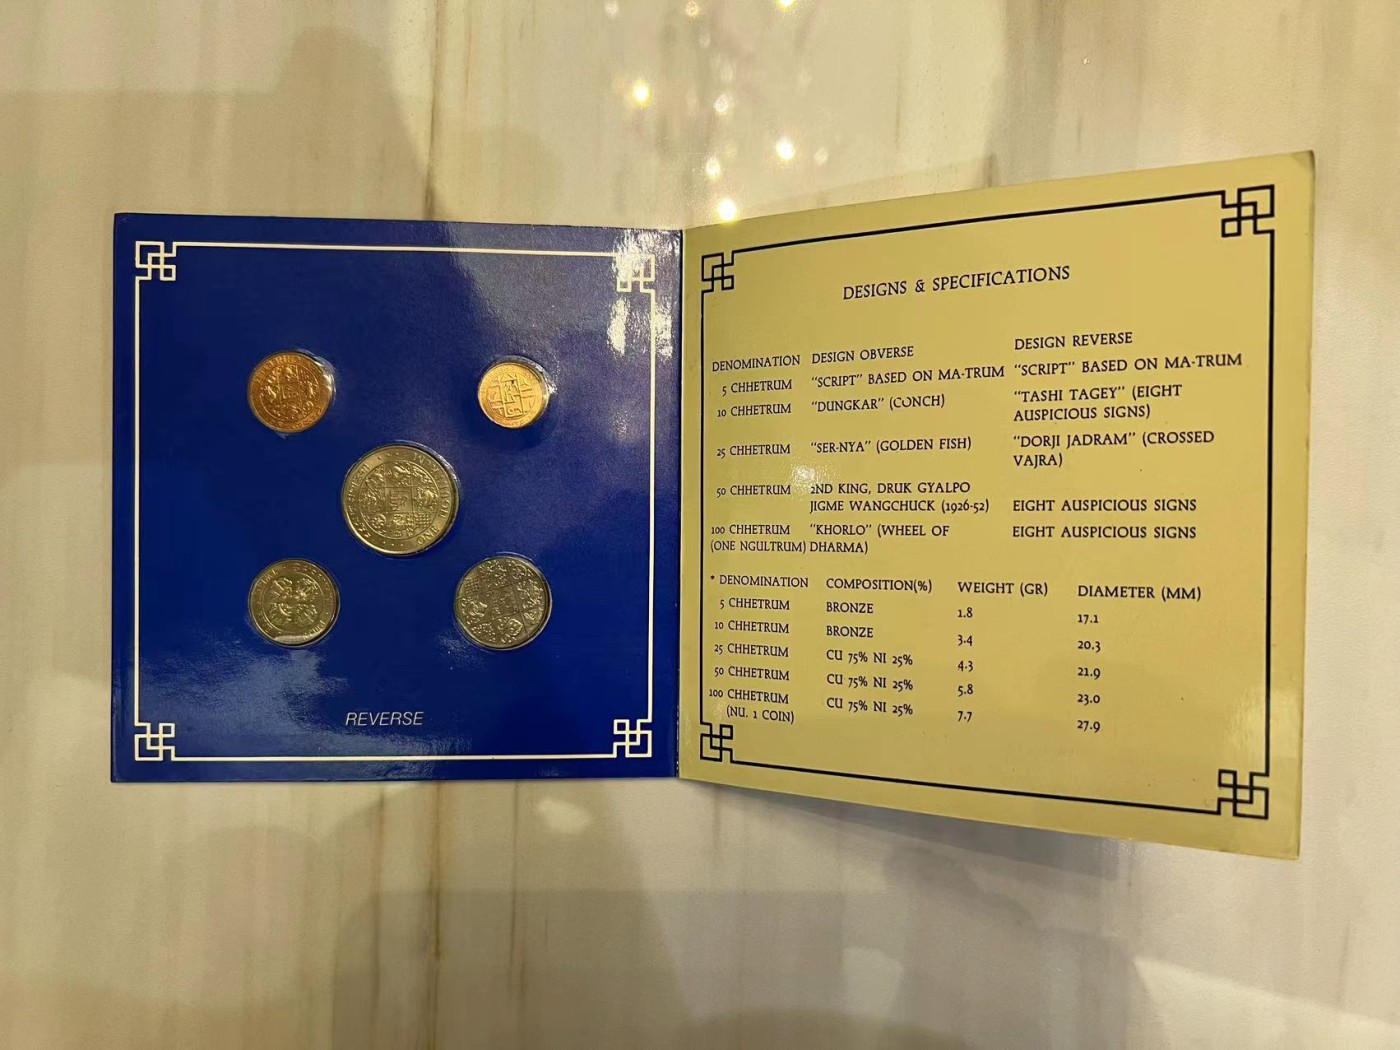 REVERSE
DESIGNS & SPECIFICATIONS
DENOMINATION DESIGN OBVERSE DESIGN REVERSE
5 CHHETRUM "SCRIPT" BASED ON MA-TRUM "SCRIPT" BASED ON MA-TRUM
10 CHHETRUM "DUNGKAR" (CONCH) "TASHI TAGEY" (EIGHT
AUSPICIOUS SIGNS)
25 CHHETRUM "SER-NYA" (GOLDEN FISH) "DORJI JADRAM" (CROSSED
VAJRA)
50 CHHETRUM 2ND KING, DRUK GYALPO
JIGME WANGCHUCK (1926-52) EIGHT AUSPICIOUS SIGNS
100 CHHETRUM "KHORLO" (WHEEL OF EIGHT AUSPICIOUS SIGNS
(ONE NGULTRUM) DHARMA)
* DENOMINATION COMPOSITION(%) WEIGHT (GR) DIAMETER (MM)
5 CHHETRUM BRONZE 1.8 17.1
10 CHHETRUM BRONZE 3.4 20.3
25 CHHETRUM CU 75% NI 25% 4.3 21.9
50 CHHETRUM CU 75% NI 25% 5.8 23.0
100 CHHETRUM CU 75% NI 25% 7.7 27.9
(NU. 1 COIN)